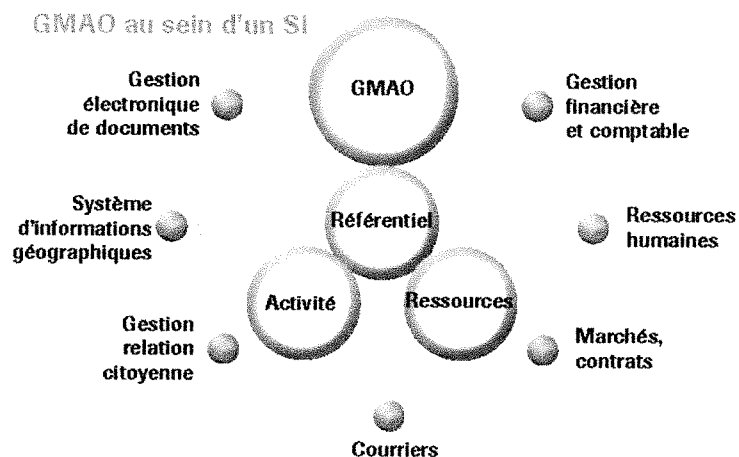 GMAO au sein d'un SI
GMAO
Gestion
électronique
de documents
Gestion
financière
et comptable
Système
d'informations
géographiques
Référentiel
Ressources
humaines
Activité
Ressources
Gestion
relation
citoyenne
Marchés,
contrats
Courriers